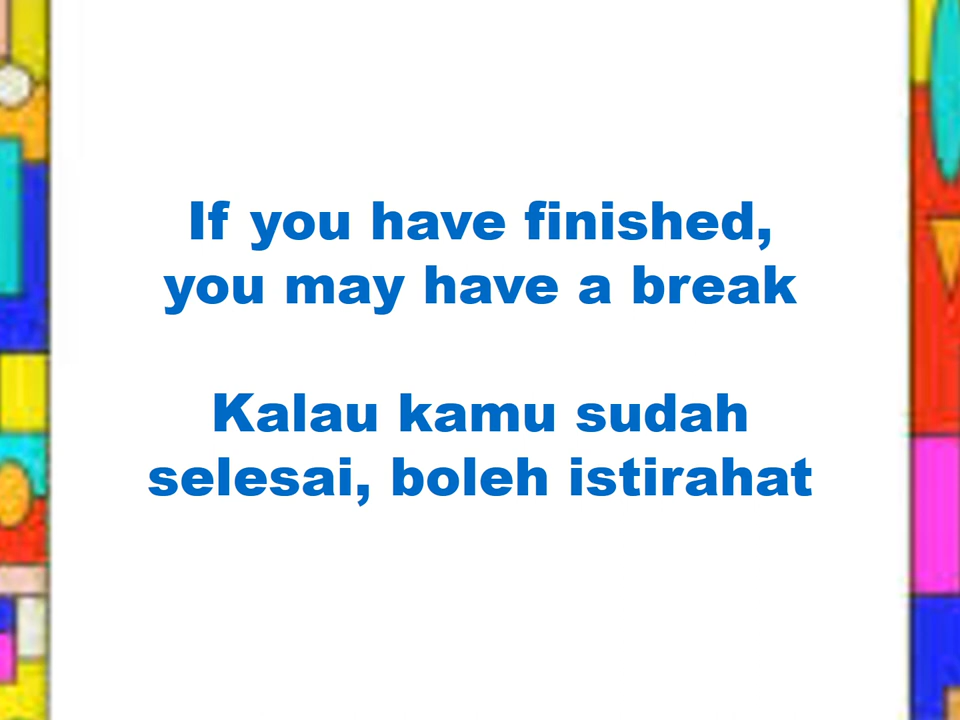 If you have finished,
you may have a break
Kalau kamu sudah
selesai, boleh istirahat